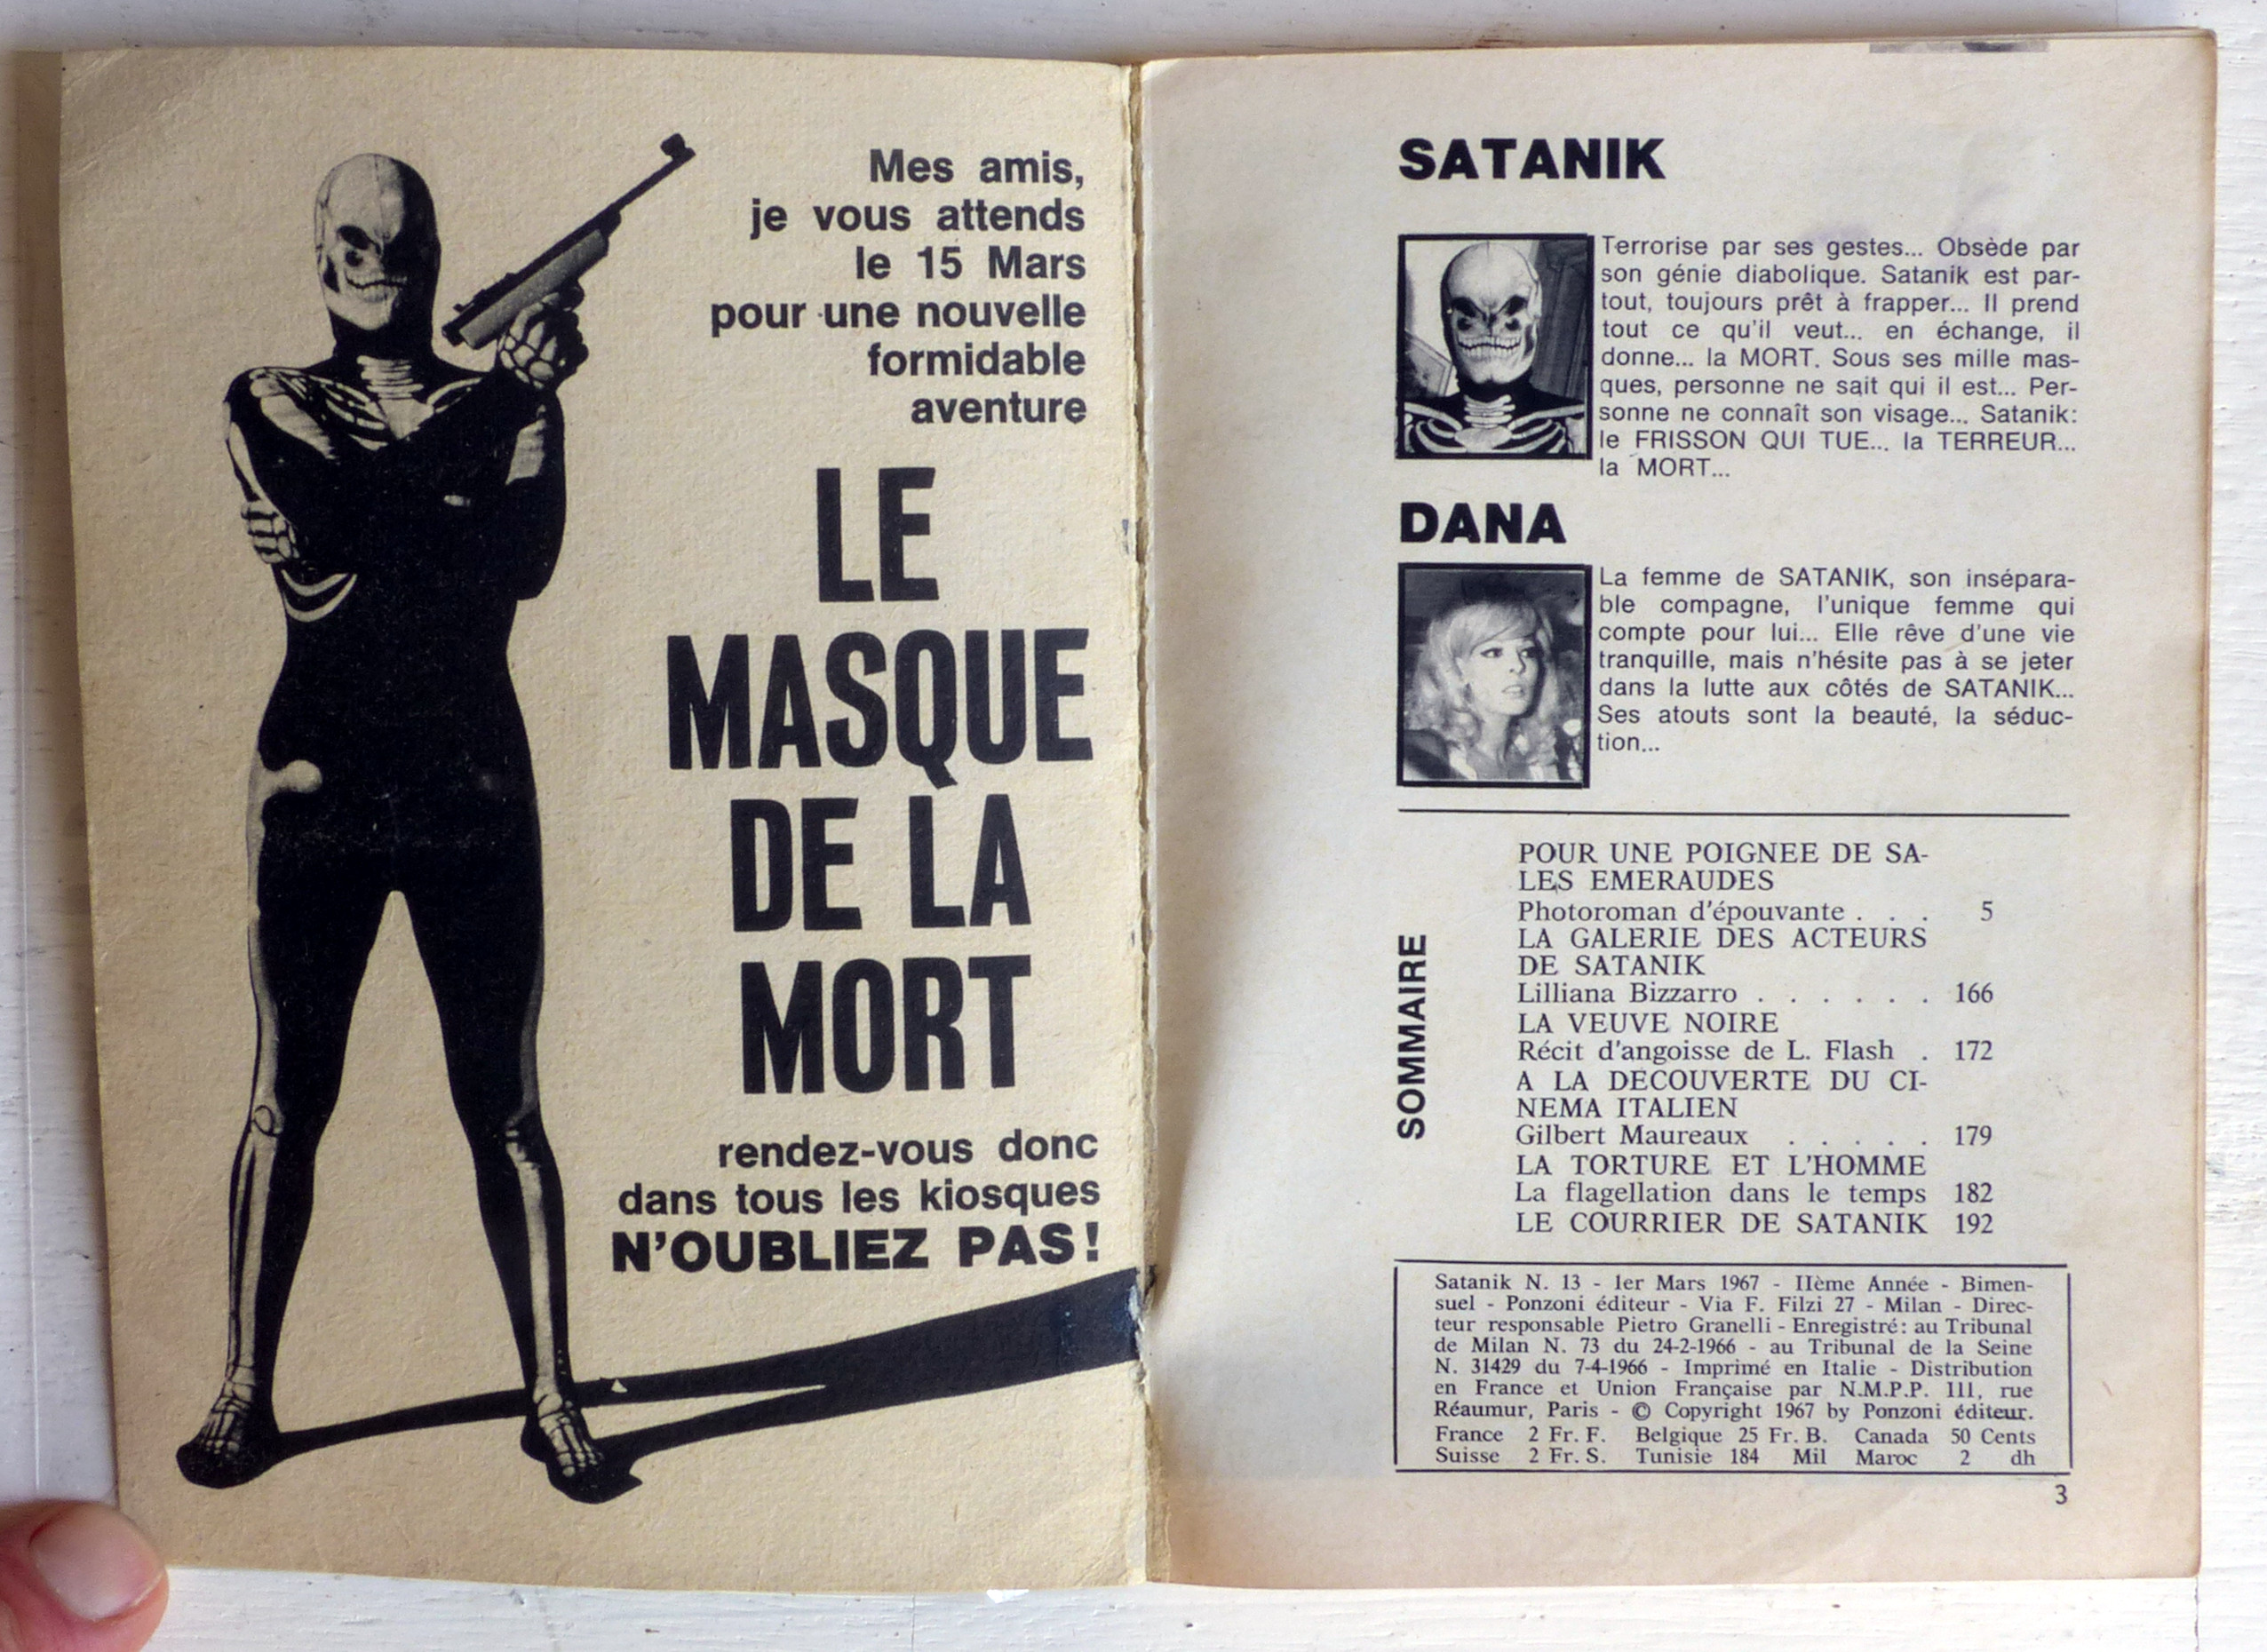 Mes amis,
je vous attends
le 15 Mars
pour une nouvelle
formidable
aventure
LE
MASQUE
DE LA
MORT
rendez-vous donc
dans tous les kiosques
N'OUBLIEZ PAS!
SATANIK
Terrorise par ses gestes... Obsède par
son génie diabolique. Satanik est par-
tout, toujours prêt à frapper... Il prend
tout ce qu'il veut... en échange, il
donne... la MORT. Sous ses mille mas-
ques, personne ne sait qui il est... Per-
sonne ne connaît son visage... Satanik:
le FRISSON QUI TUE... la TERREUR...
la MORT...
DANA
La femme de SATANIK, son insépara-
ble compagne, l'unique femme qui
compte pour lui... Elle rêve d'une vie
tranquille, mais n'hésite pas à se jeter
dans la lutte aux côtés de SATANIK...
Ses atouts sont la beauté, la séduc-
tion...
SOMMAIRE
POUR UNE POIGNEE DE SA-
LES EMERAUDES
Photoroman d'épouvante . . . 5
LA GALERIE DES ACTEURS
DE SATANIK
Lilliana Bizzarro . . . . . . 166
LA VEUVE NOIRE
Récit d'angoisse de L. Flash . 172
A LA DECOUVERTE DU CI-
NEMA ITALIEN
Gilbert Maureaux . . . . . 179
LA TORTURE ET L'HOMME
La flagellation dans le temps 182
LE COURRIER DE SATANIK 192
Satanik N. 13 - 1er Mars 1967 - IIème Année - Bimen-
suel - Ponzoni éditeur - Via F. Filzi 27 - Milan - Direc-
teur responsable Pietro Granelli - Enregistré: au Tribunal
de Milan N. 73 du 24-2-1966 - au Tribunal de la Seine
N. 31429 du 7-4-1966 - Imprimé en Italie - Distribution
en France et Union Française par N.M.P.P. 111, rue
Réaumur, Paris - © Copyright 1967 by Ponzoni éditeur.
France 2 Fr. F. Belgique 25 Fr. B. Canada 50 Cents
Suisse 2 Fr. S. Tunisie 184 Mil Maroc 2 dh
3